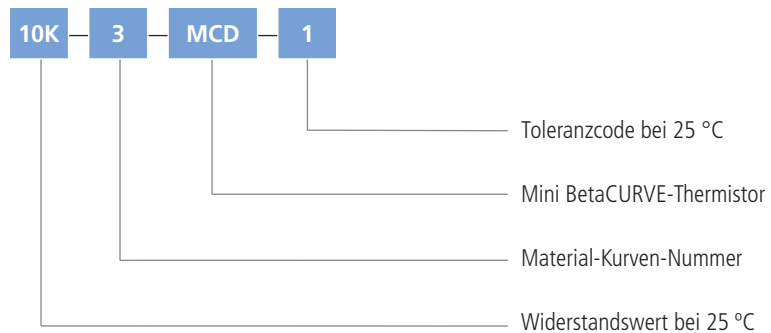 10K – 3 – MCD – 1
Toleranzcode bei 25 °C
Mini BetaCURVE-Thermistor
Material-Kurven-Nummer
Widerstandswert bei 25 ºC